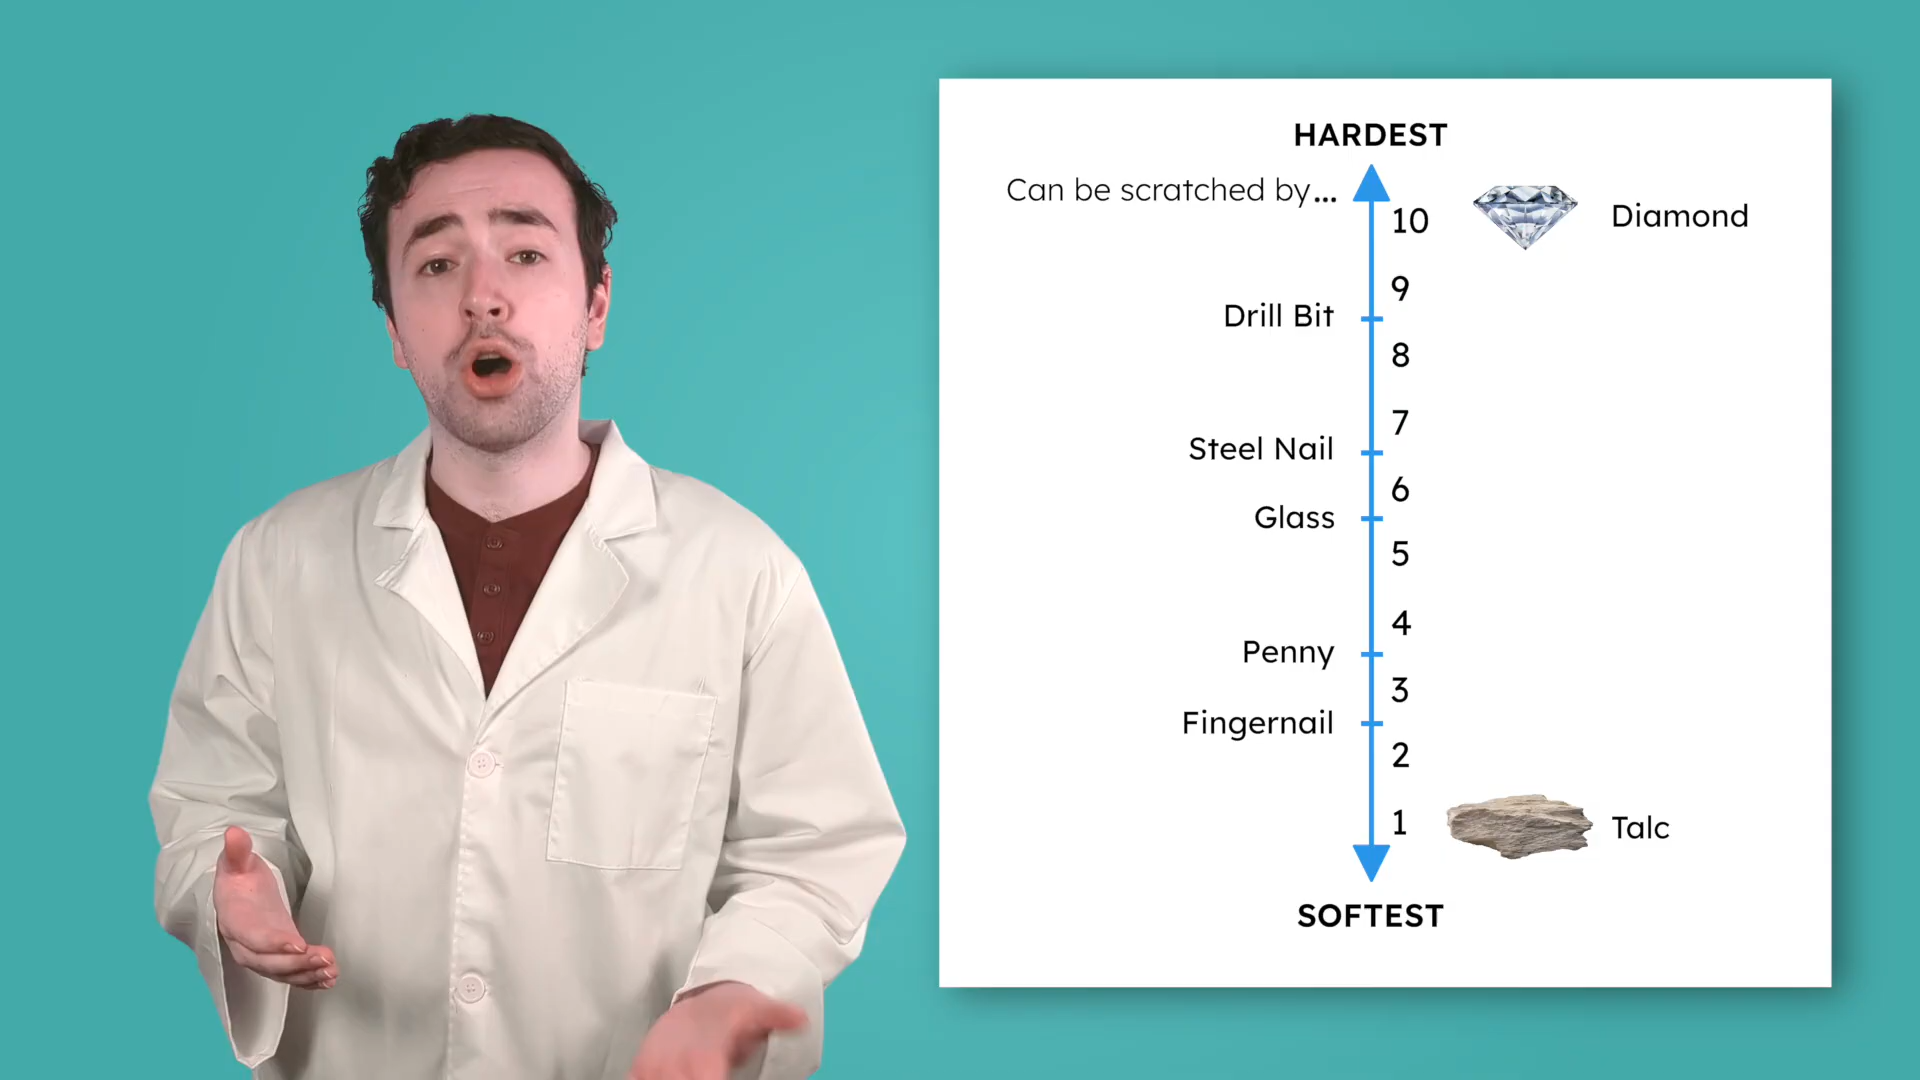 HARDEST
Can be scratched by...
10
Diamond
9
Drill Bit
8
7
Steel Nail
6
Glass
5
4
Penny
3
Fingernail
2
1
Talc
SOFTEST